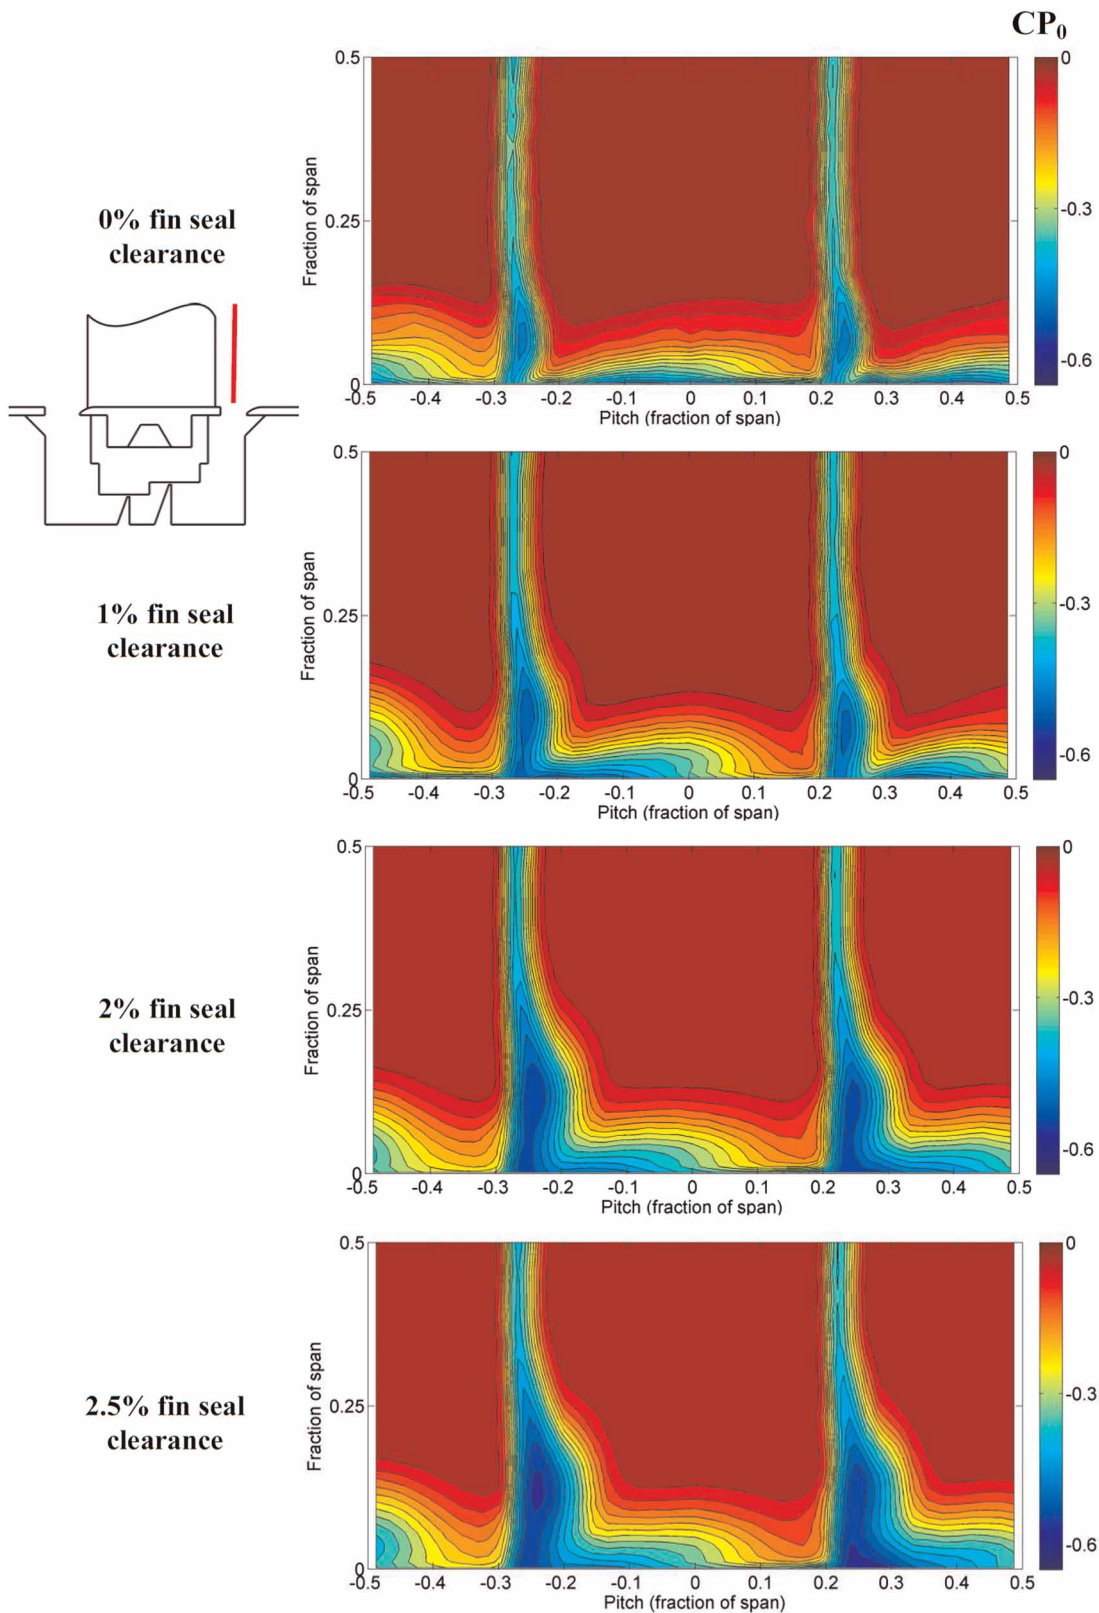 CP0
0% fin seal
clearance
Fraction of span
0.5
0.25
0
-0.5 -0.4 -0.3 -0.2 -0.1 0 0.1 0.2 0.3 0.4 0.5
Pitch (fraction of span)
0
-0.3
-0.6
1% fin seal
clearance
Fraction of span
0.5
0.25
0
-0.5 -0.4 -0.3 -0.2 -0.1 0 0.1 0.2 0.3 0.4 0.5
Pitch (fraction of span)
0
-0.3
-0.6
2% fin seal
clearance
Fraction of span
0.5
0.25
0
-0.5 -0.4 -0.3 -0.2 -0.1 0 0.1 0.2 0.3 0.4 0.5
Pitch (fraction of span)
0
-0.3
-0.6
2.5% fin seal
clearance
Fraction of span
0.5
0.25
0
-0.5 -0.4 -0.3 -0.2 -0.1 0 0.1 0.2 0.3 0.4 0.5
Pitch (fraction of span)
0
-0.3
-0.6